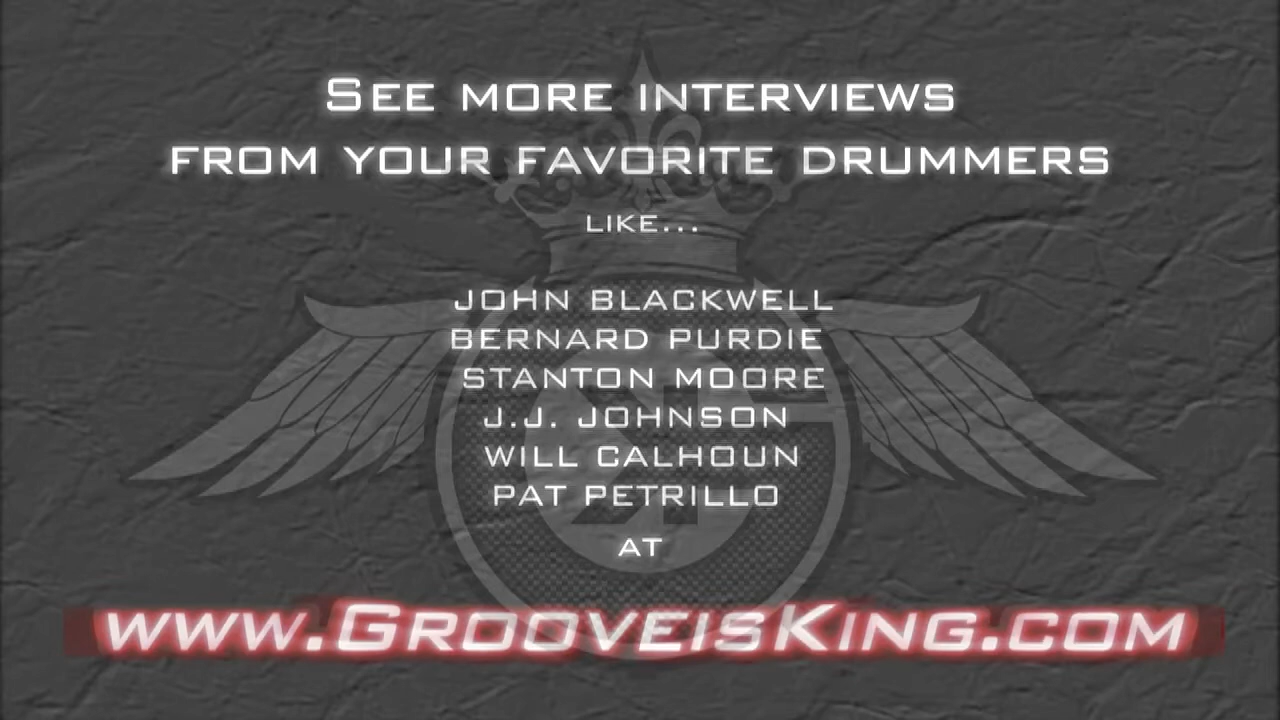 See more interviews
from your favorite drummers
like...
John Blackwell
Bernard Purdie
Stanton Moore
J.J. Johnson
Will Calhoun
Pat Petrillo
at
www.GrooveisKing.com